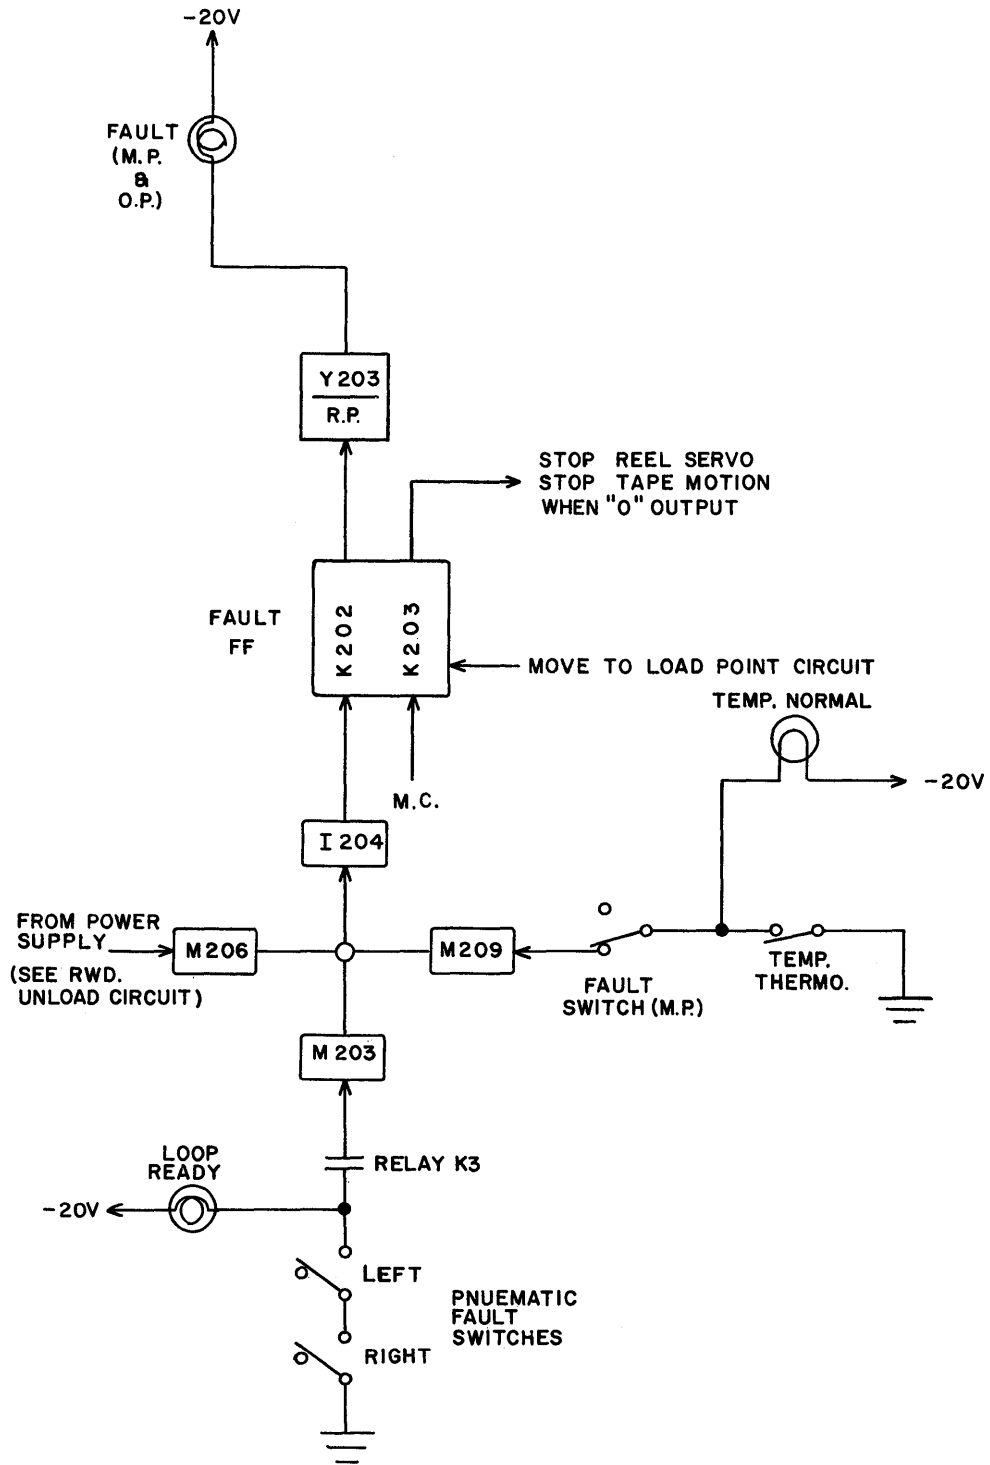 -20V
FAULT
(M.P.
&
O.P.)
Y203
R.P.
STOP REEL SERVO
STOP TAPE MOTION
WHEN "O" OUTPUT
FAULT
FF
K202
K203
MOVE TO LOAD POINT CIRCUIT
TEMP. NORMAL
-20V
M.C.
I204
FROM POWER
SUPPLY
(SEE RWD.
UNLOAD CIRCUIT)
M206
M209
FAULT
SWITCH (M.P.)
TEMP.
THERMO.
M203
LOOP
READY
RELAY K3
-20V
LEFT
PNUEMATIC
FAULT
SWITCHES
RIGHT